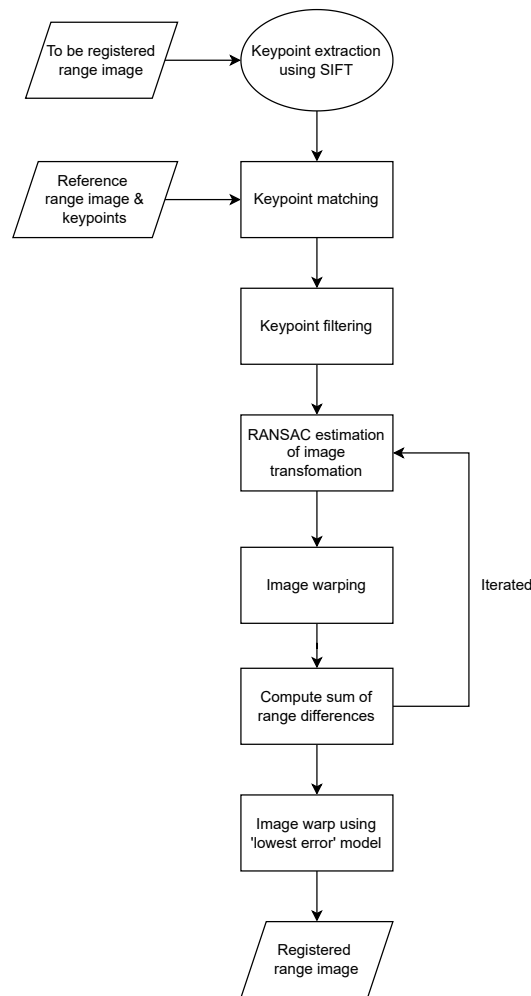 To be registered
range image
Keypoint extraction
using SIFT
Reference
range image &
keypoints
Keypoint matching
Keypoint filtering
RANSAC estimation
of image
transfomation
Image warping
Iterated
Compute sum of
range differences
Image warp using
'lowest error' model
Registered
range image